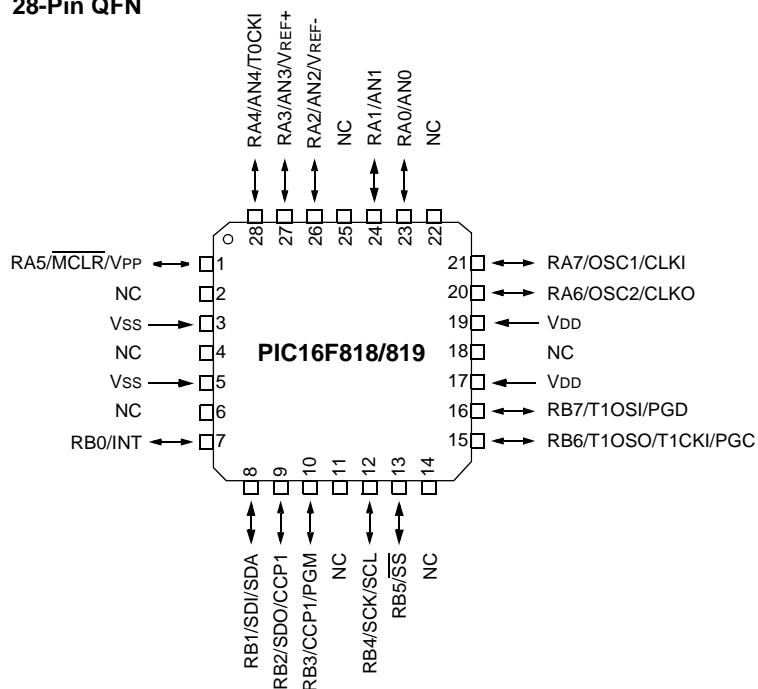 28-Pin QFN
RA4/AN4/T0CKI
RA3/AN3/VREF+
RA2/AN2/VREF-
NC
RA1/AN1
RA0/AN0
NC
28
27
26
25
24
23
22
RA5/MCLR/VPP
1
NC
2
VSS
3
NC
4
VSS
5
NC
6
RB0/INT
7
PIC16F818/819
21
RA7/OSC1/CLKI
20
RA6/OSC2/CLKO
19
VDD
18
NC
17
VDD
16
RB7/T1OSI/PGD
15
RB6/T1OSO/T1CKI/PGC
8
9
10
11
12
13
14
RB1/SDI/SDA
RB2/SDO/CCP1
RB3/CCP1/PGM
NC
RB4/SCK/SCL
RB5/SS
NC